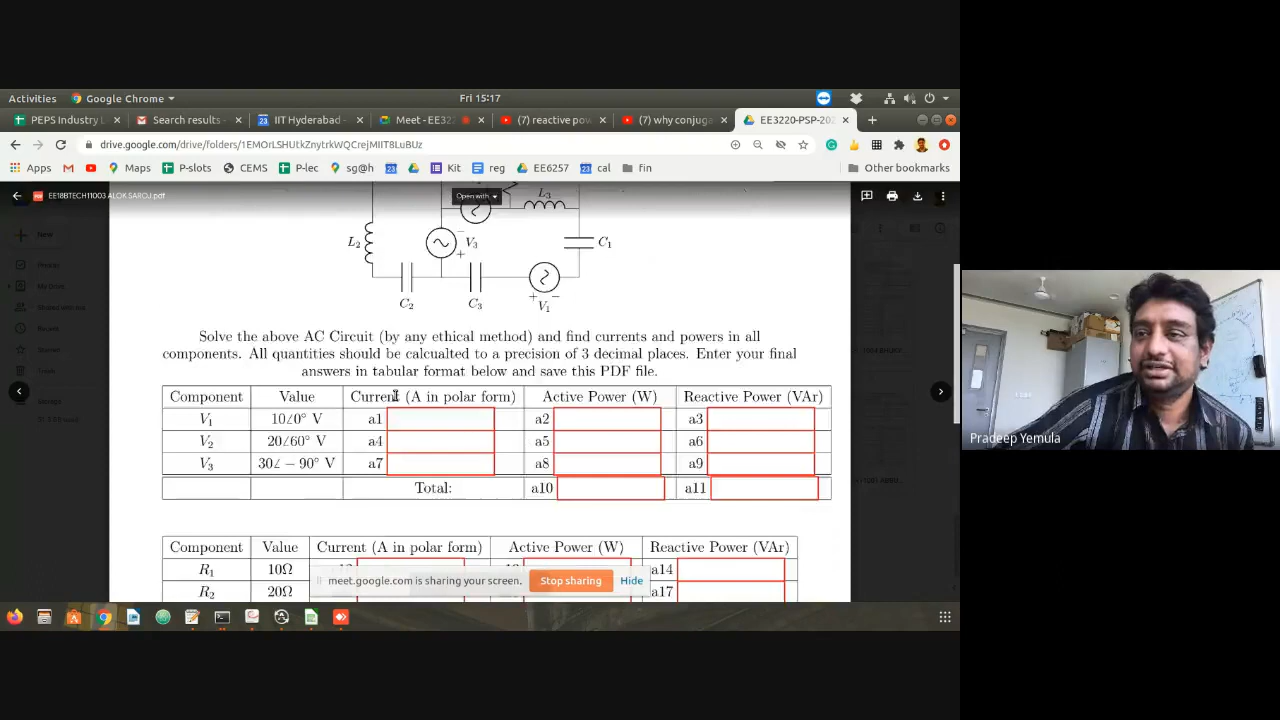 Activities Google Chrome Fri 15:17
PEPS Industry L Search results - IIT Hyderabad - Meet - EE32 (7) reactive po (7) why conjuga EE3220-PSP-202
drive.google.com/drive/folders/
Apps Maps P-slots CEMS P-lec sg@h Kit reg EE6257 cal fin Other bookmarks
EE18BTECH11003 ALOK SAROJ.pdf
Open with
New
L3
L2
V3
C1
C2
C3
V1
Solve the above AC Circuit (by any ethical method) and find currents and powers in all
components. All quantities should be calcualted to a precision of 3 decimal places. Enter your final
answers in tabular format below and save this PDF file.
Component Value Current (A in polar form) Active Power (W) Reactive Power (VAr)
V1 10∠0° V a1 a2 a3
V2 20∠60° V a4 a5 a6
V3 30∠ − 90° V a7 a8 a9
Total: a10 a11
Component Value Current (A in polar form) Active Power (W) Reactive Power (VAr)
R1 10Ω a14
R2 20Ω a17
meet.google.com is sharing your screen. Stop sharing Hide
Pradeep Yemula